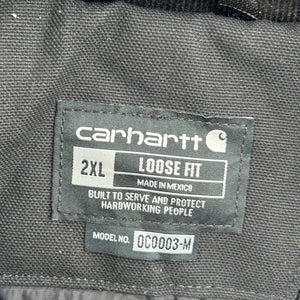 carhartt
2XL LOOSE FIT
MADE IN MEXICO
BUILT TO SERVE AND PROTECT
HARDWORKING PEOPLE
MODEL NO. OC0003-M